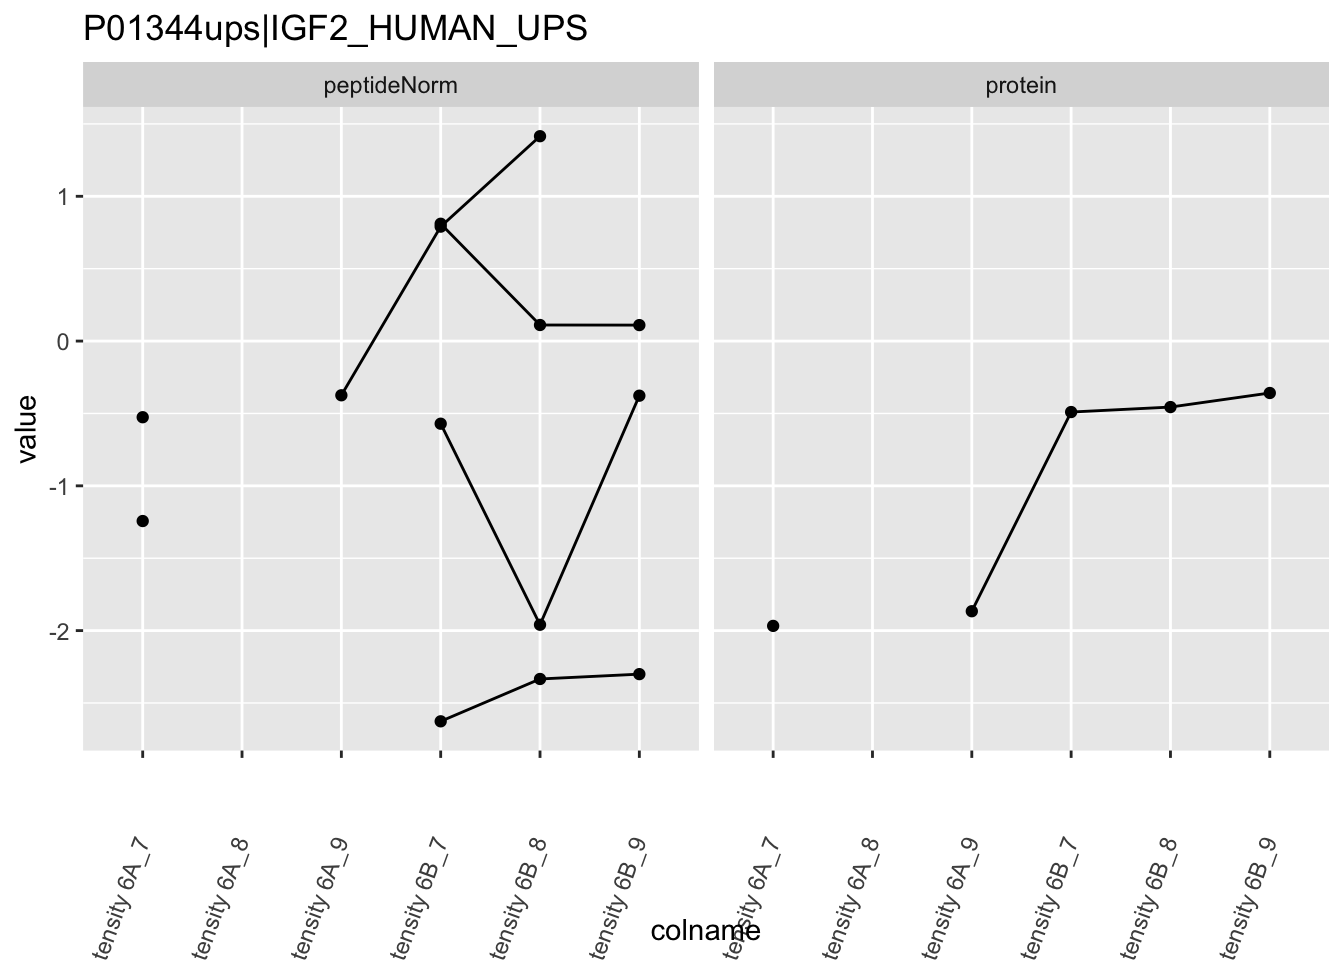 P01344ups|IGF2_HUMAN_UPS
peptideNorm
protein
value
1
0
-1
-2
tensity 6A_7
tensity 6A_8
tensity 6A_9
tensity 6B_7
tensity 6B_8
tensity 6B_9
tensity 6A_7
tensity 6A_8
tensity 6A_9
tensity 6B_7
tensity 6B_8
tensity 6B_9
colname